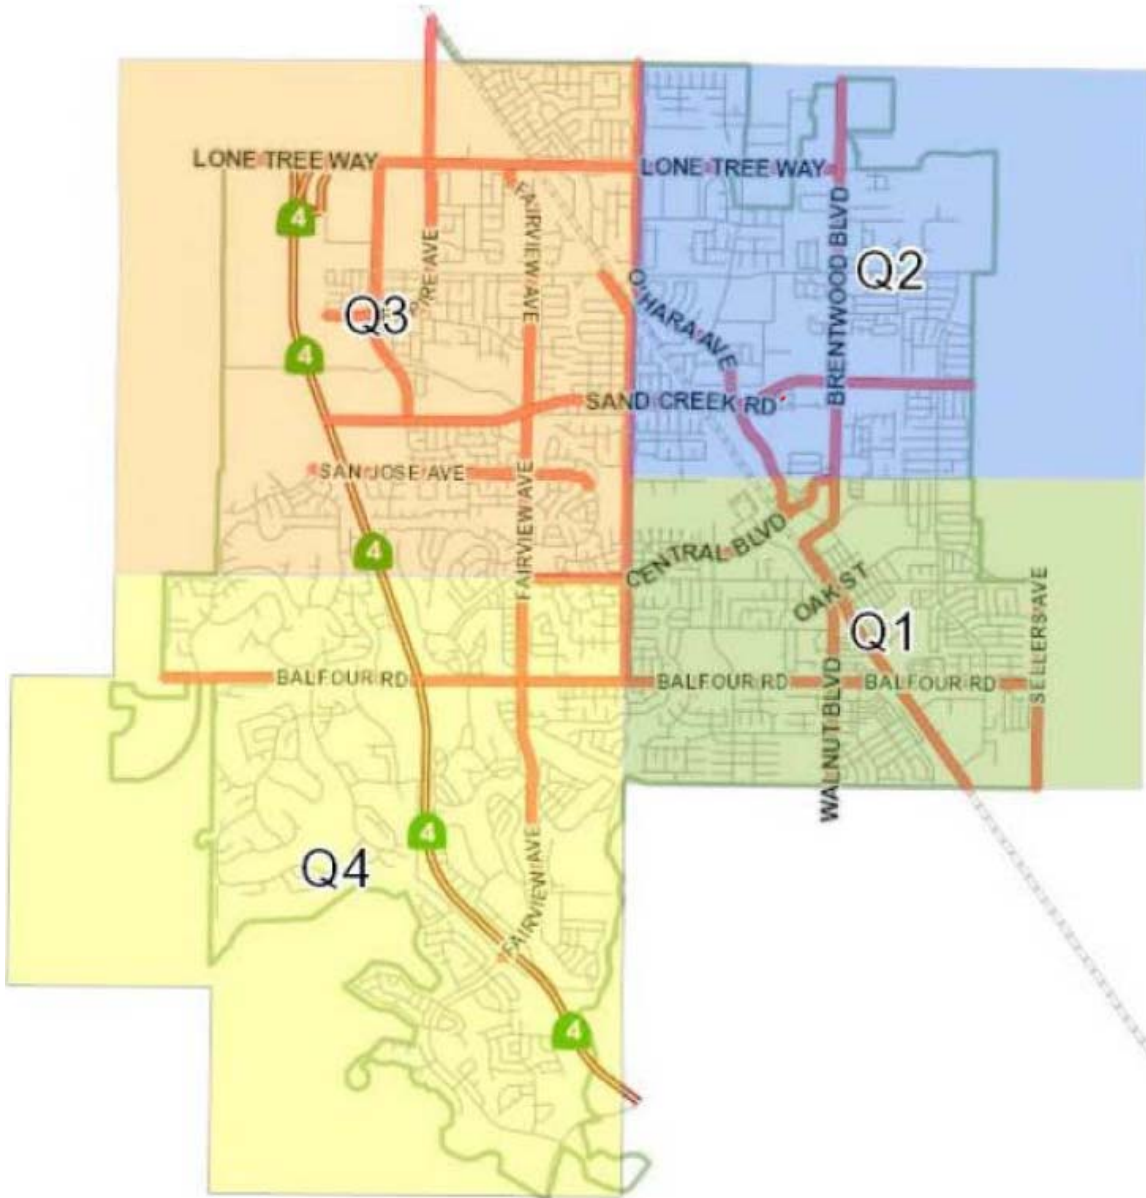 LONE TREE WAY
LONE TREE WAY
4
FAIRVIEW AVE
BRENTWOOD BLVD
Q2
O'HARA AVE
Q3
4
SAND CREEK RD
SAN JOSE AVE
FAIRVIEW AVE
4
CENTRAL BLVD
OAK ST
Q1
SELLERS AVE
BALFOUR RD
BALFOUR RD
BALFOUR RD
WALNUT BLVD
4
Q4
FAIRVIEW AVE
4